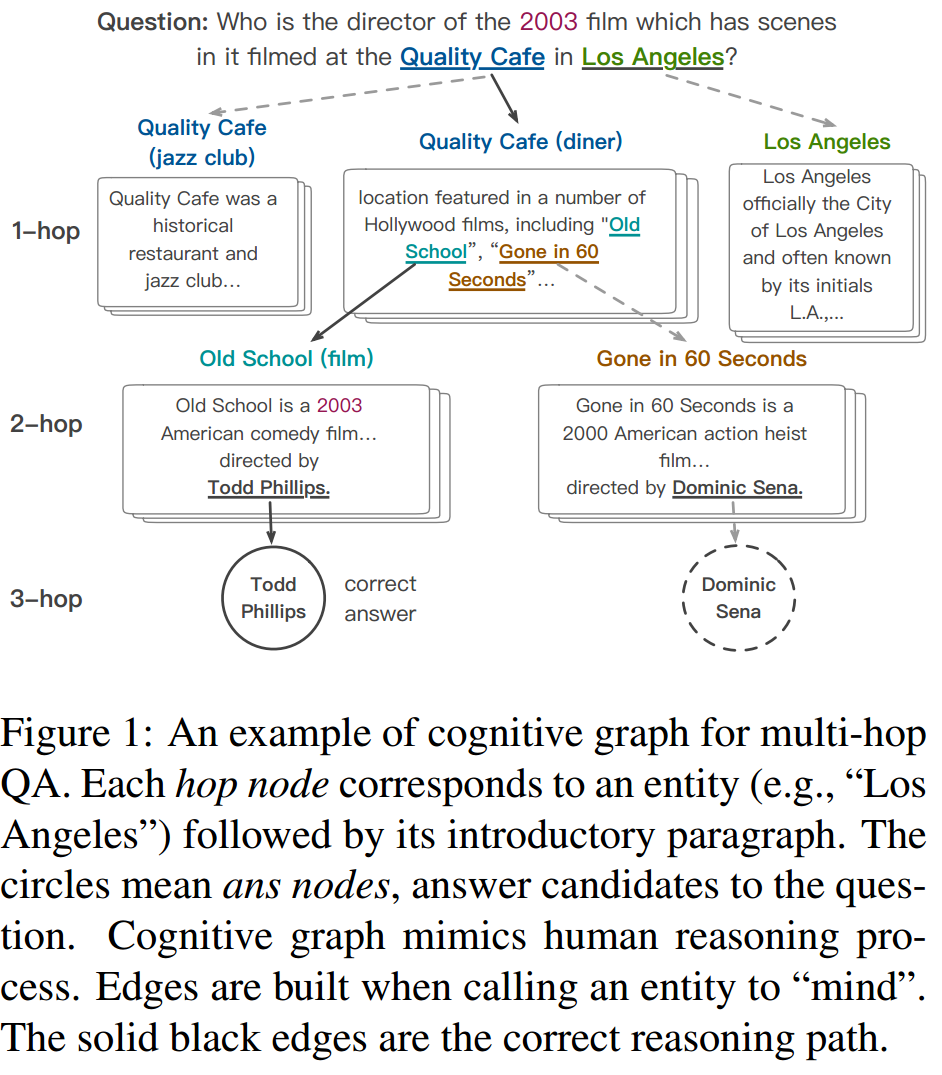 Question: Who is the director of the 2003 film which has scenes
in it filmed at the Quality Cafe in Los Angeles?
Quality Cafe
(jazz club)
Quality Cafe (diner)
Los Angeles
1-hop
Quality Cafe was a
historical
restaurant and
jazz club...
location featured in a number of
Hollywood films, including "Old
School”, “Gone in 60
Seconds”...
Los Angeles
officially the City
of Los Angeles
and often known
by its initials
L.A.,...
Old School (film)
Gone in 60 Seconds
2-hop
Old School is a 2003
American comedy film...
directed by
Todd Phillips.
Gone in 60 Seconds is a
2000 American action heist
film...
directed by Dominic Sena.
3-hop
Todd
Phillips
correct
answer
Dominic
Sena
Figure 1: An example of cognitive graph for multi-hop
QA. Each hop node corresponds to an entity (e.g., “Los
Angeles”) followed by its introductory paragraph. The
circles mean ans nodes, answer candidates to the ques-
tion. Cognitive graph mimics human reasoning pro-
cess. Edges are built when calling an entity to “mind”.
The solid black edges are the correct reasoning path.